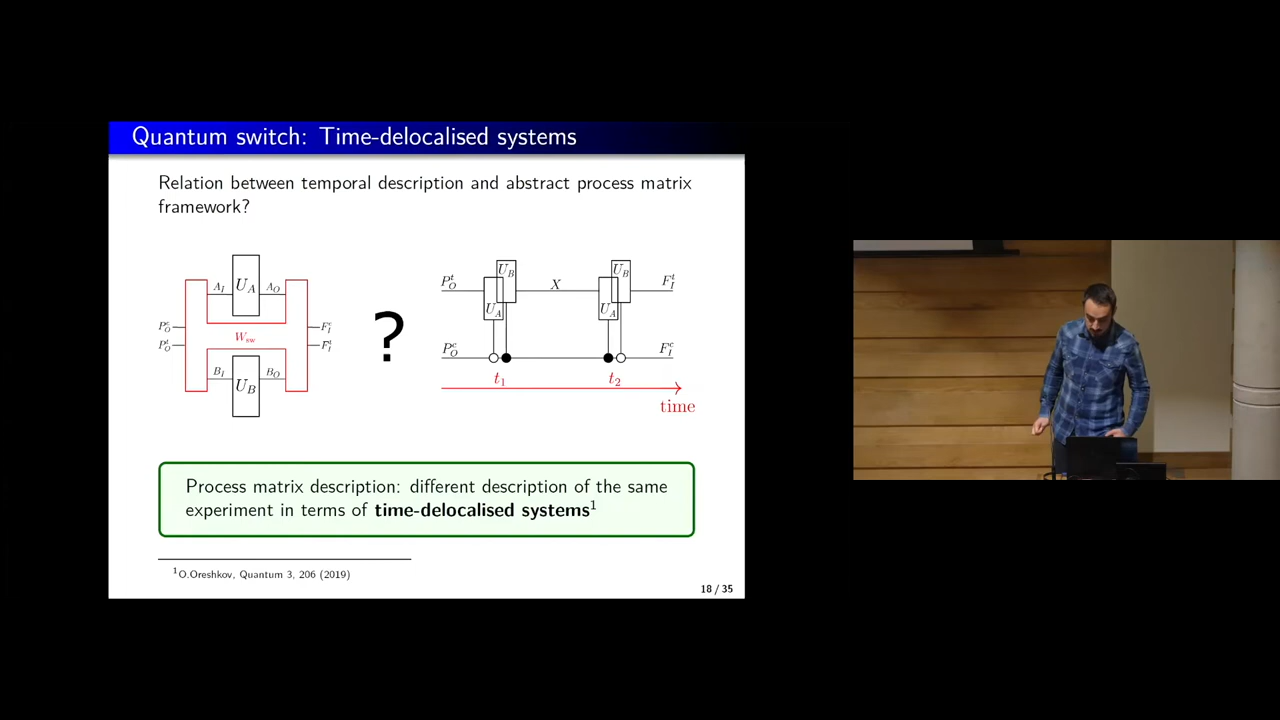 Quantum switch: Time-delocalised systems
Relation between temporal description and abstract process matrix
framework?
A_I U_A A_O
P_O^c F_I^c
W_sw
P_O^t F_I^t
B_I U_B B_O
?
U_B U_B
P_O^t X F_I^t
U_A U_A
P_O^c F_I^c
t_1 t_2
time
Process matrix description: different description of the same
experiment in terms of time-delocalised systems¹
¹O.Oreshkov, Quantum 3, 206 (2019)
18 / 35